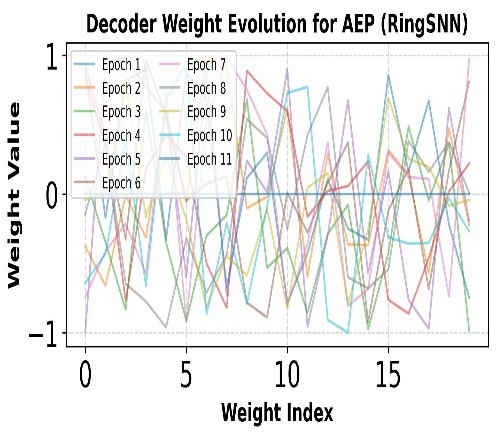 Decoder Weight Evolution for AEP (RingSNN)
Weight Value
1
0
−1
Epoch 1
Epoch 2
Epoch 3
Epoch 4
Epoch 5
Epoch 6
Epoch 7
Epoch 8
Epoch 9
Epoch 10
Epoch 11
0
5
10
15
Weight Index